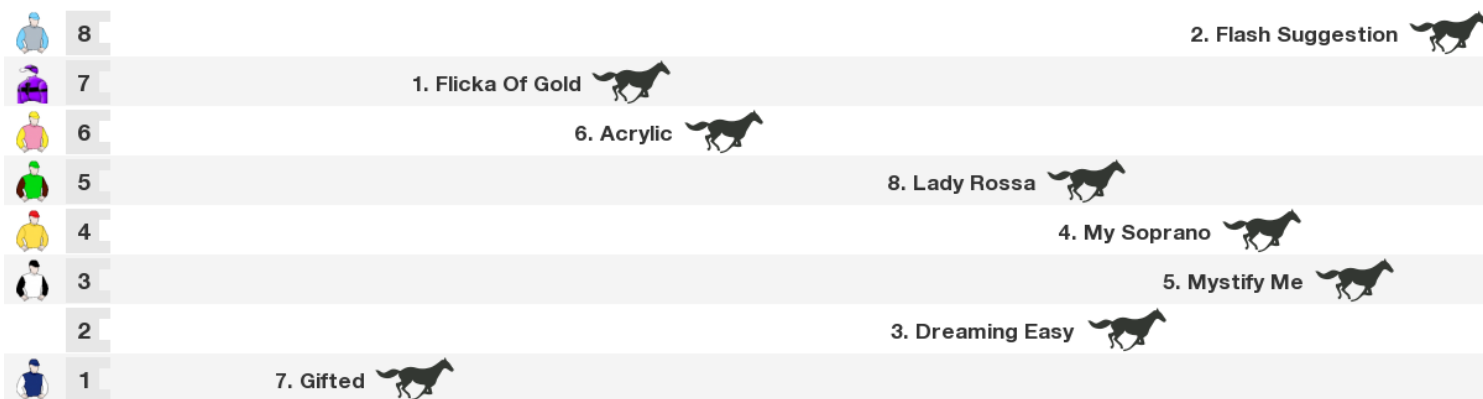 8 2. Flash Suggestion
7 1. Flicka Of Gold
6 6. Acrylic
5 8. Lady Rossa
4 4. My Soprano
3 5. Mystify Me
2 3. Dreaming Easy
1 7. Gifted